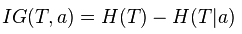 IG(T, a) = H(T) − H(T|a)